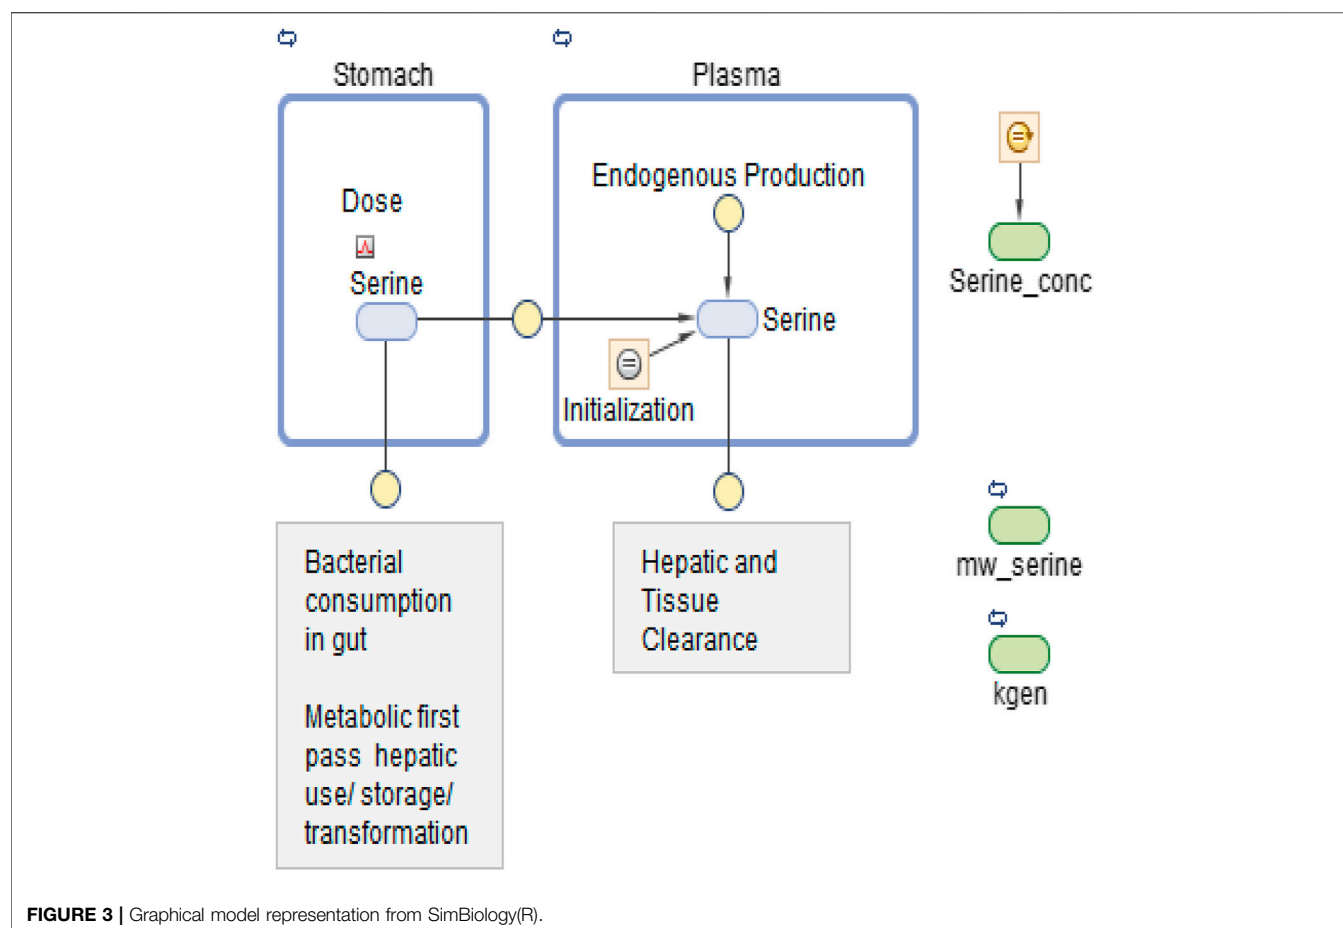 Stomach
Plasma
Dose
Serine
Endogenous Production
Serine
Initialization
Serine_conc
Bacterial
consumption
in gut
Metabolic first
pass hepatic
use/ storage/
transformation
Hepatic and
Tissue
Clearance
mw_serine
kgen
FIGURE 3 | Graphical model representation from SimBiology(R).